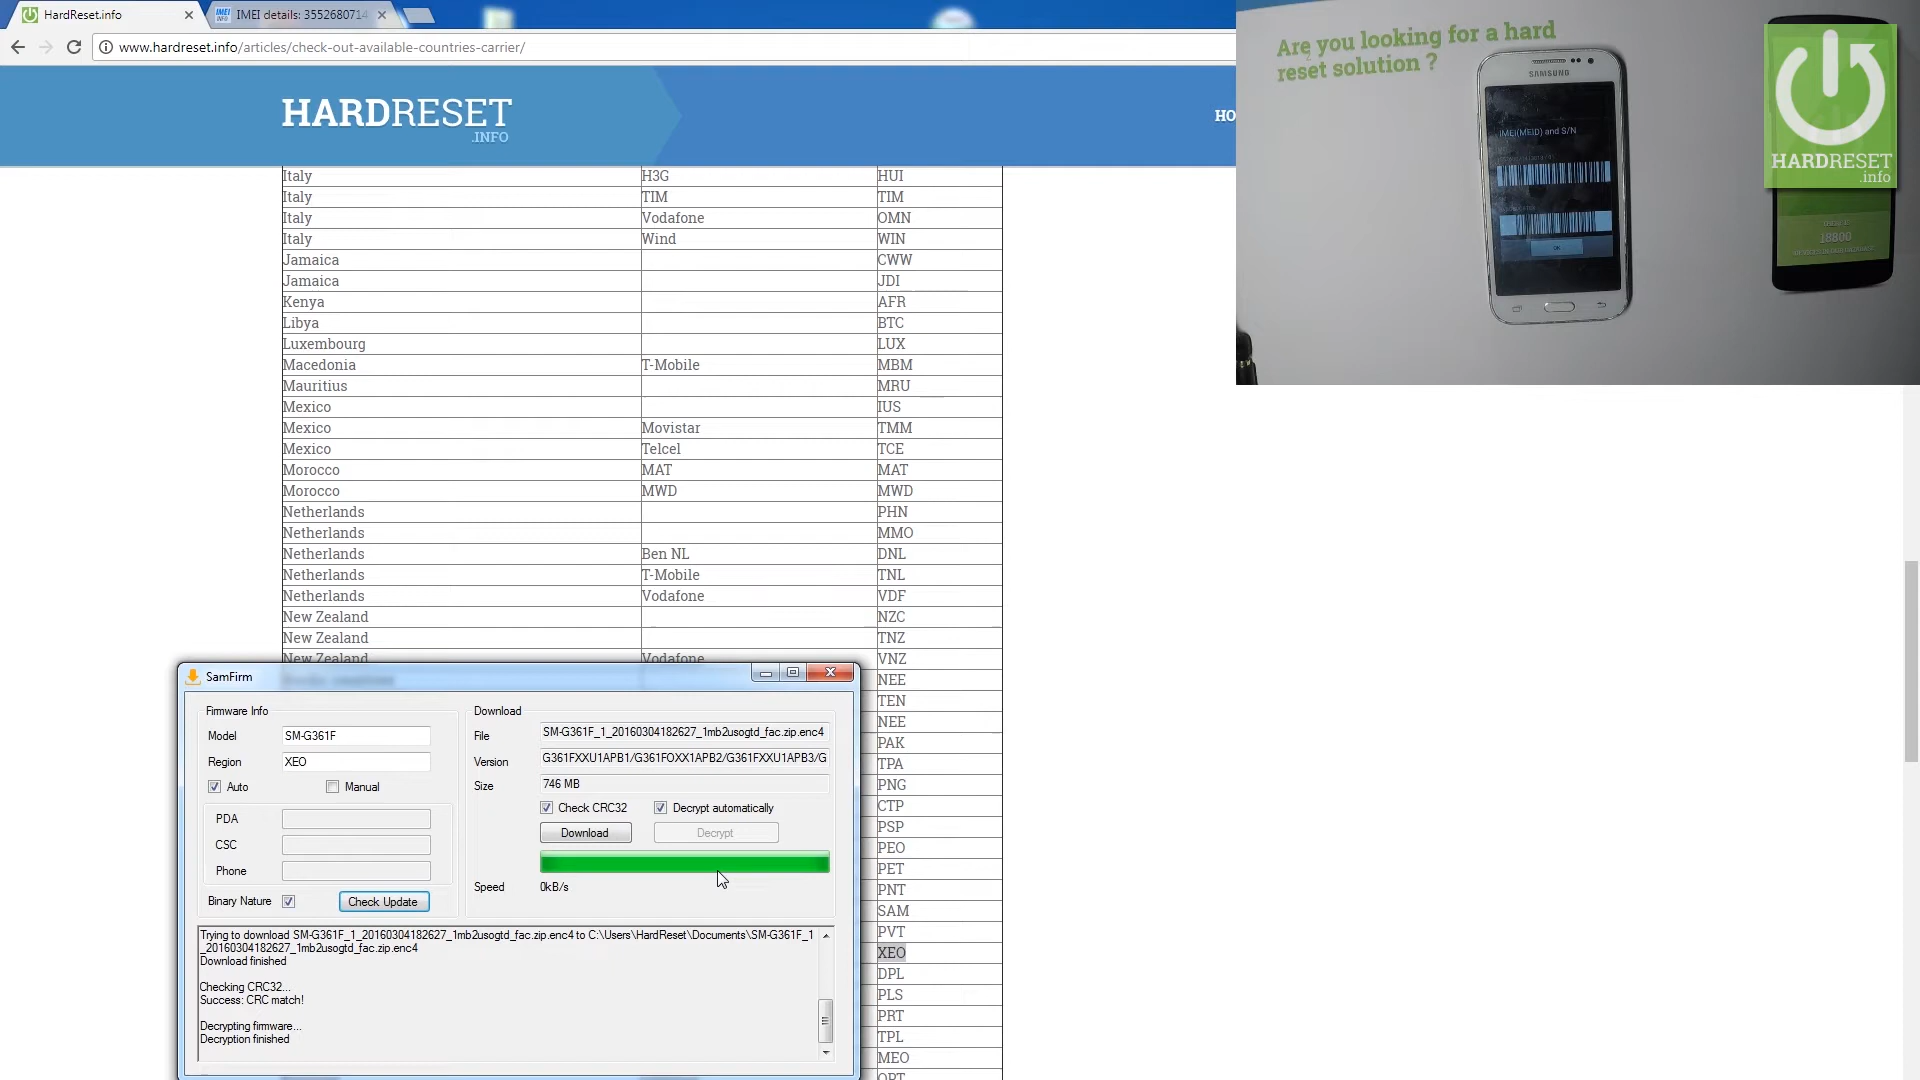 HardReset.info
IMEI details: 3552680714
www.hardreset.info/articles/check-out-available-countries-carrier/
HARDRESET
.INFO
HO
Are you looking for a hard
reset solution ?
SAMSUNG
IMEI(MEID) and S/N
OK
HARDRESET
.info
18800
Italy H3G HUI
Italy TIM TIM
Italy Vodafone OMN
Italy Wind WIN
Jamaica CWW
Jamaica JDI
Kenya AFR
Libya BTC
Luxembourg LUX
Macedonia T-Mobile MBM
Mauritius MRU
Mexico IUS
Mexico Movistar TMM
Mexico Telcel TCE
Morocco MAT MAT
Morocco MWD MWD
Netherlands PHN
Netherlands MMO
Netherlands Ben NL DNL
Netherlands T-Mobile TNL
Netherlands Vodafone VDF
New Zealand NZC
New Zealand TNZ
New Zealand Vodafone VNZ
NEE
TEN
NEE
PAK
TPA
PNG
CTP
PSP
PEO
PET
PNT
SAM
PVT
XEO
DPL
PLS
PRT
TPL
MEO
OPT
SamFirm
Firmware Info
Model SM-G361F
Region XEO
Auto Manual
PDA
CSC
Phone
Binary Nature Check Update
Download
File SM-G361F_1_20160304182627_1mb2usogtd_fac.zip.enc4
Version G361FXXU1APB1/G361FOXX1APB2/G361FXXU1APB3/G
Size 746 MB
Check CRC32 Decrypt automatically
Download Decrypt
Speed 0kB/s
Trying to download SM-G361F_1_20160304182627_1mb2usogtd_fac.zip.enc4 to C:\Users\HardReset\Documents\SM-G361F_1
_20160304182627_1mb2usogtd_fac.zip.enc4
Download finished
Checking CRC32...
Success: CRC match!
Decrypting firmware...
Decryption finished